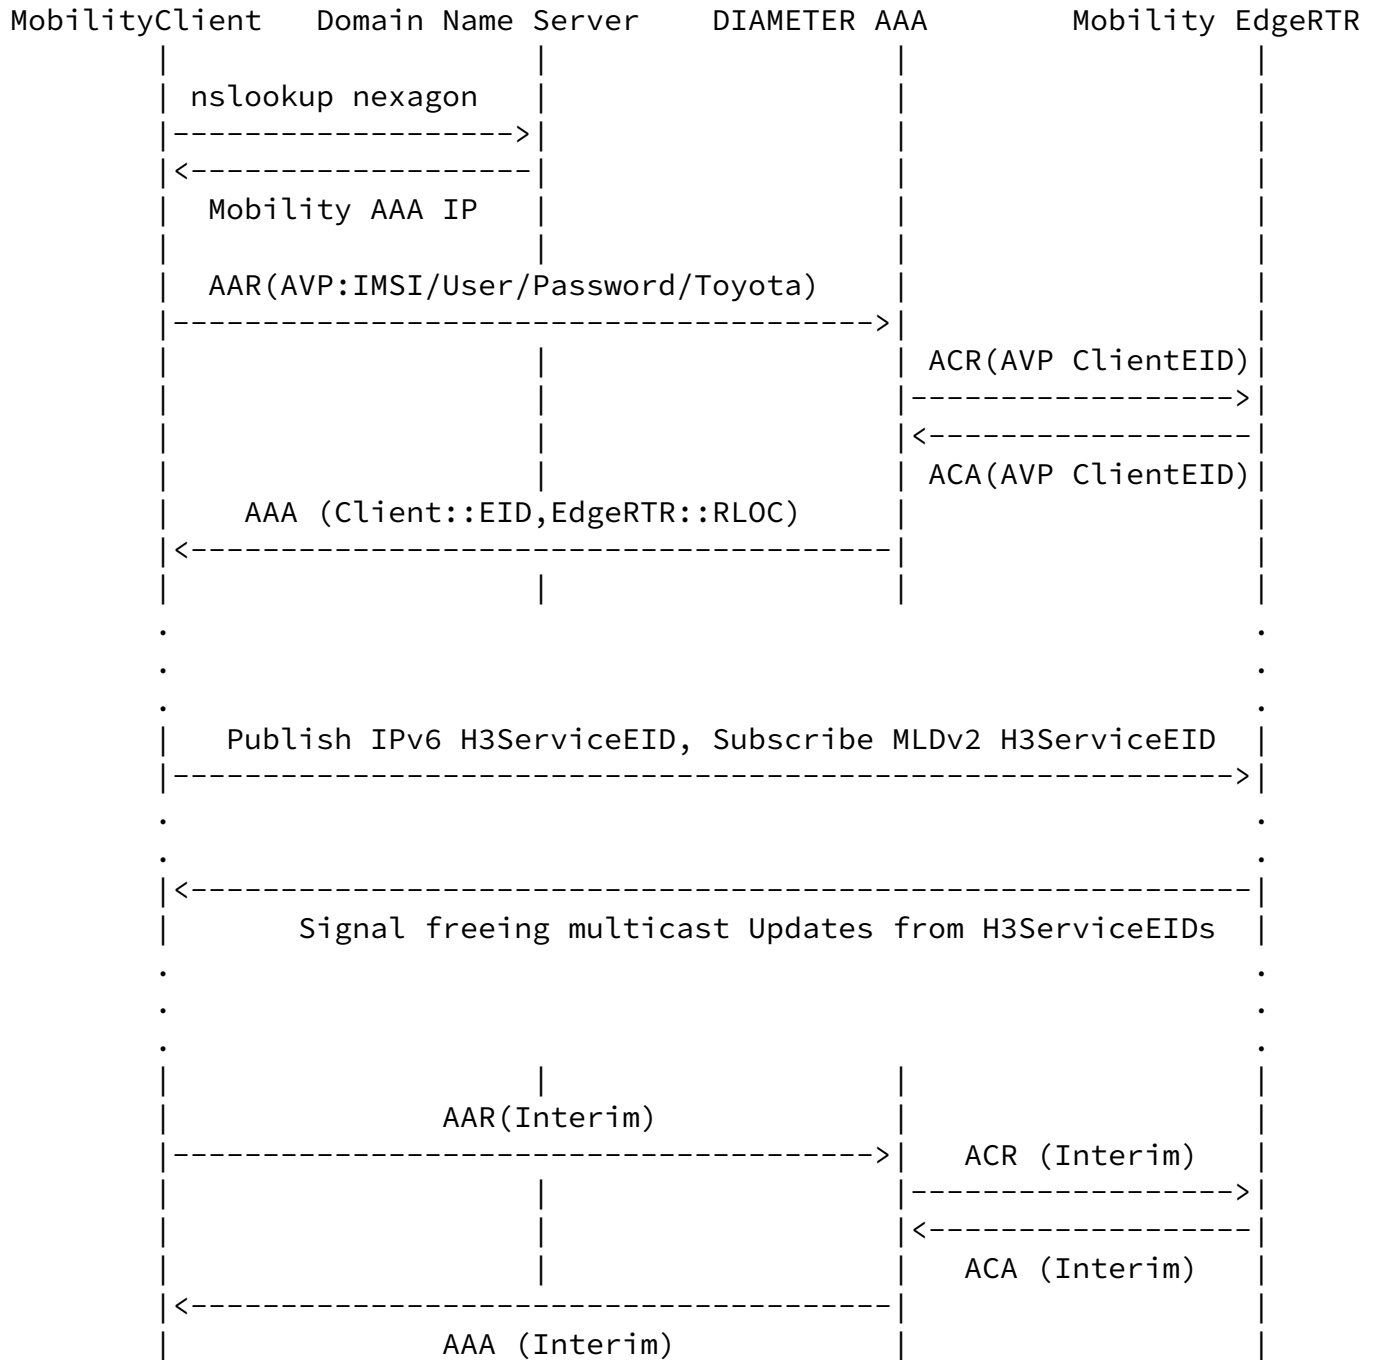 MobilityClient Domain Name Server DIAMETER AAA Mobility EdgeRTR
nslookup nexagon
Mobility AAA IP
AAR(AVP:IMSI/User/Password/Toyota)
ACR(AVP ClientEID)
ACA(AVP ClientEID)
AAA (Client::EID,EdgeRTR::RLOC)
Publish IPv6 H3ServiceEID, Subscribe MLDv2 H3ServiceEID
Signal freeing multicast Updates from H3ServiceEIDs
AAR(Interim)
ACR (Interim)
ACA (Interim)
AAA (Interim)